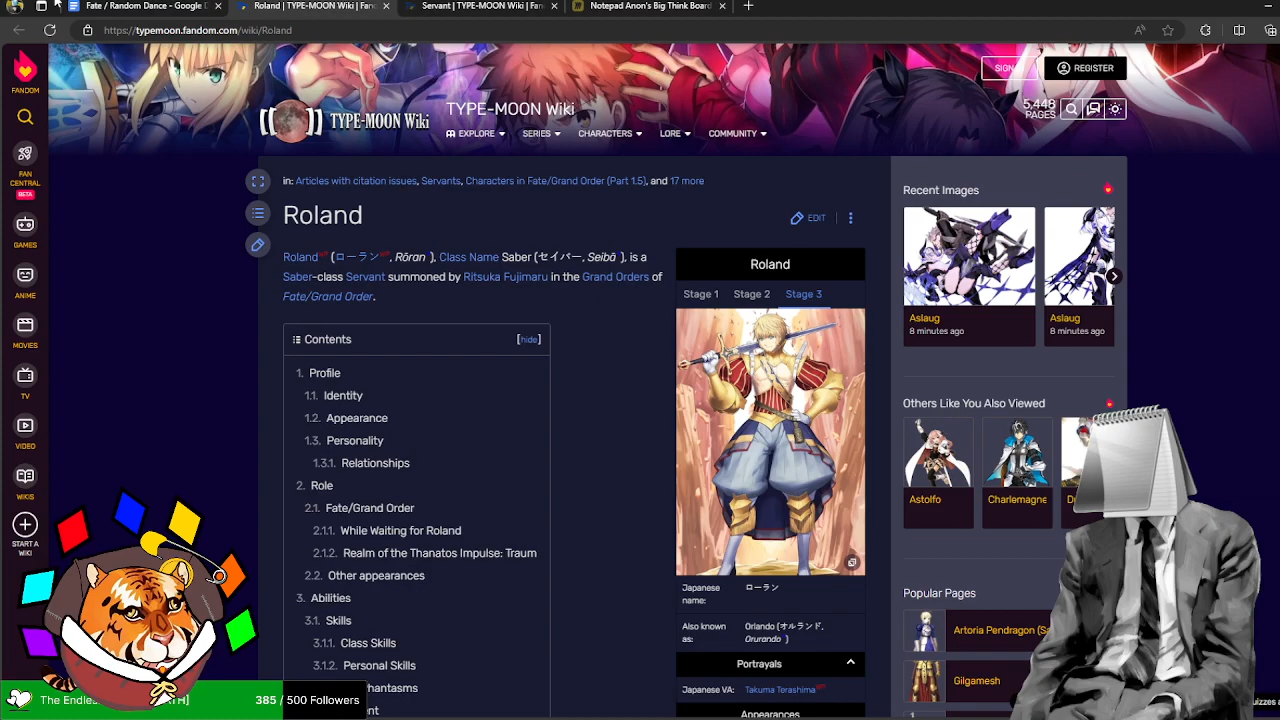 Fate / Random Dance - Google D
Roland | TYPE-MOON Wiki | Fan
Servant | TYPE-MOON Wiki | Fan
Notepad Anon's Big Think Board
https://typemoon.fandom.com/wiki/Roland
FANDOM
FAN CENTRAL
BETA
GAMES
ANIME
MOVIES
TV
VIDEO
WIKIS
START A WIKI
TYPE-MOON Wiki
TYPE-MOON Wiki
EXPLORE
SERIES
CHARACTERS
LORE
COMMUNITY
SIGN
REGISTER
5,448
PAGES
in: Articles with citation issues, Servants, Characters in Fate/Grand Order (Part 1.5), and 17 more
Roland
EDIT
Roland (ローラン, Rōran ), Class Name Saber (セイバー, Seibā ), is a
Saber-class Servant summoned by Ritsuka Fujimaru in the Grand Orders of
Fate/Grand Order.
Contents [hide]
1. Profile
1.1. Identity
1.2. Appearance
1.3. Personality
1.3.1. Relationships
2. Role
2.1. Fate/Grand Order
2.1.1. While Waiting for Roland
2.1.2. Realm of the Thanatos Impulse: Traum
2.2. Other appearances
3. Abilities
3.1. Skills
3.1.1. Class Skills
3.1.2. Personal Skills
Roland
Stage 1 Stage 2 Stage 3
Japanese name: ローラン
Also known as: Orlando (オルランド, Orurando )
Portrayals
Japanese VA: Takuma Terashima
Appearances
Recent Images
Aslaug
8 minutes ago
Aslaug
8 minutes ago
Others Like You Also Viewed
Astolfo
Charlemagne
Popular Pages
Artoria Pendragon (Sa
Gilgamesh
385 / 500 Followers